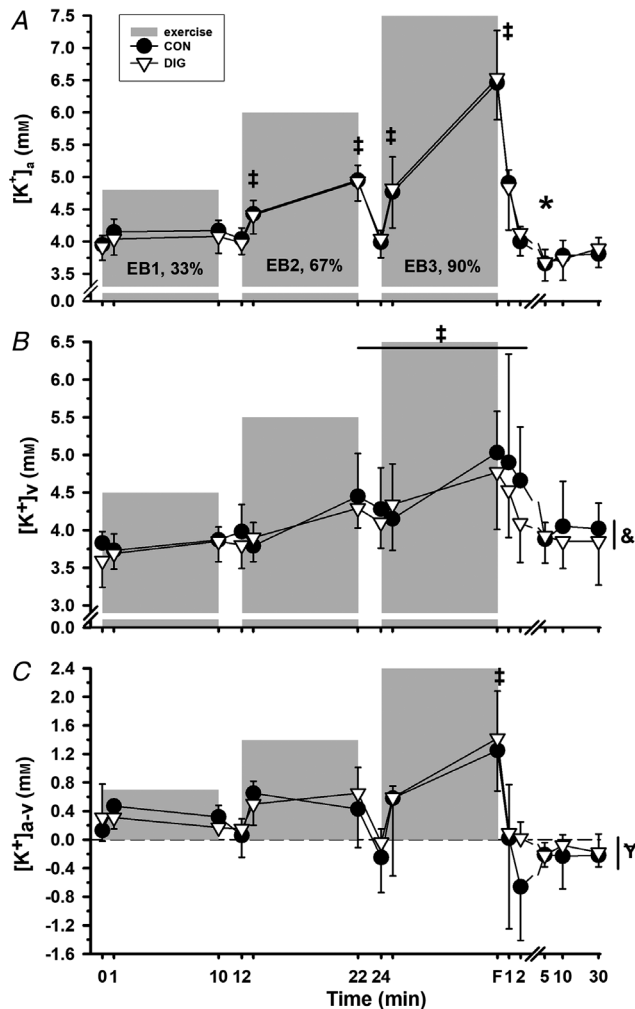 A
7.5
7.0
6.5
6.0
5.5
5.0
4.5
4.0
3.5
0.0
[K⁺]ₐ (mM)
exercise
CON
DIG
‡
‡
‡
‡
‡
*
EB1, 33%
EB2, 67%
EB3, 90%
B
6.5
6.0
5.5
5.0
4.5
4.0
3.5
3.0
0.0
[K⁺]v (mM)
‡
&
C
2.4
2.0
1.6
1.2
0.8
0.4
0.0
-0.4
-0.8
-1.2
-1.6
[K⁺]a-v (mM)
‡
Ɏ
01 10 12 22 24 F 1 2 5 10 30
Time (min)